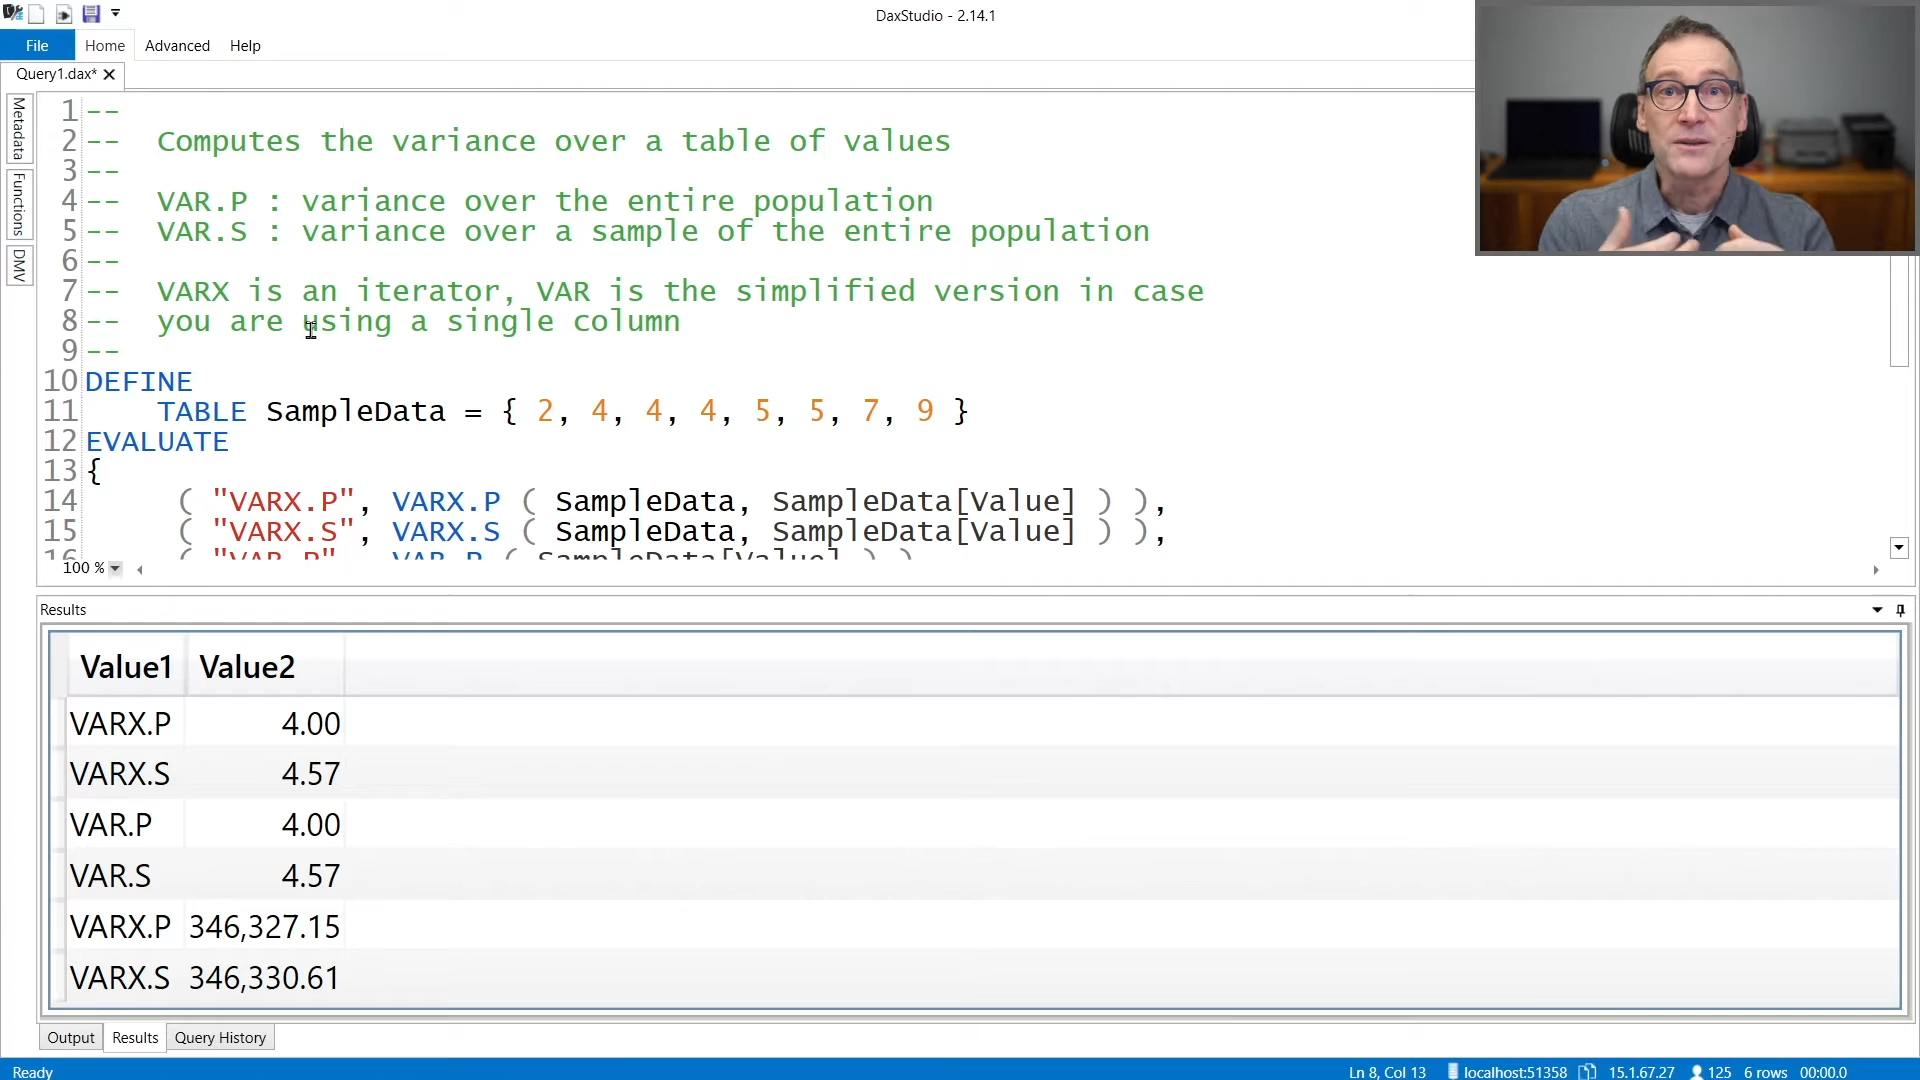 DaxStudio - 2.14.1
File Home Advanced Help
Query1.dax*
Metadata
Functions
DMV
1 --
2 -- Computes the variance over a table of values
3 --
4 -- VAR.P : variance over the entire population
5 -- VAR.S : variance over a sample of the entire population
6 --
7 -- VARX is an iterator, VAR is the simplified version in case
8 -- you are using a single column
9 --
10 DEFINE
11 TABLE SampleData = { 2, 4, 4, 4, 5, 5, 7, 9 }
12 EVALUATE
13 {
14 ( "VARX.P", VARX.P ( SampleData, SampleData[Value] ) ),
15 ( "VARX.S", VARX.S ( SampleData, SampleData[Value] ) ),
16 ( "VAR.P", VAR.P ( SampleData[Value] ) )
100 %
Results
Value1 Value2
VARX.P 4.00
VARX.S 4.57
VAR.P 4.00
VAR.S 4.57
VARX.P 346,327.15
VARX.S 346,330.61
Output Results Query History
Ready Ln 8, Col 13 localhost:51358 15.1.67.27 125 6 rows 00:00.0